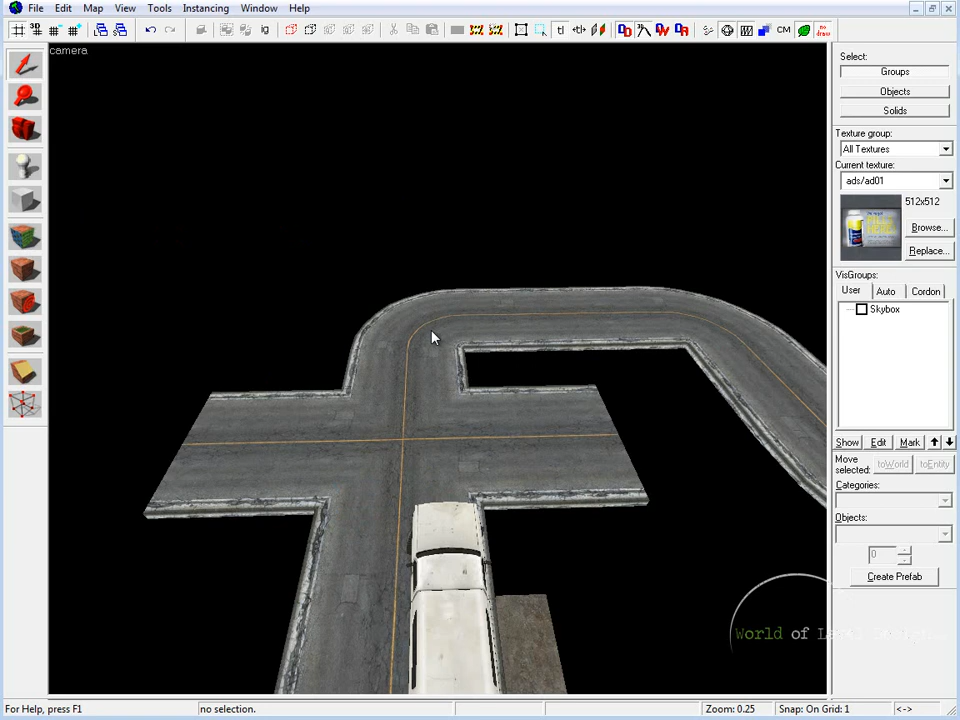 File Edit Map View Tools Instancing Window Help
camera
Select:
Groups
Objects
Solids
Texture group:
All Textures
Current texture:
ads/ad01
512x512
Browse...
Replace...
VisGroups:
User Auto Cordon
Skybox
Show Edit Mark
Move selected: toWorld toEntity
Categories:
Objects:
0
Create Prefab
World of
For Help, press F1
no selection.
Zoom: 0.25
Snap: On Grid: 1
<->